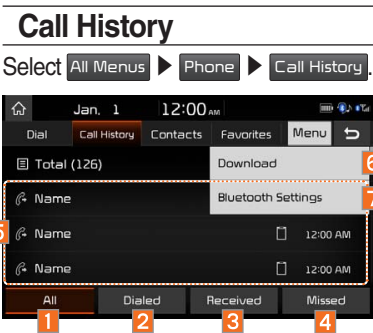 Call History
Select All Menus ▶ Phone ▶ Call History.
Jan. 1 12:00 AM
Dial Call History Contacts Favorites Menu
Total (126) Download 6
Name Bluetooth Settings 7
5 Name 12:00 AM
Name 12:00 AM
All Dialed Received Missed
1 2 3 4